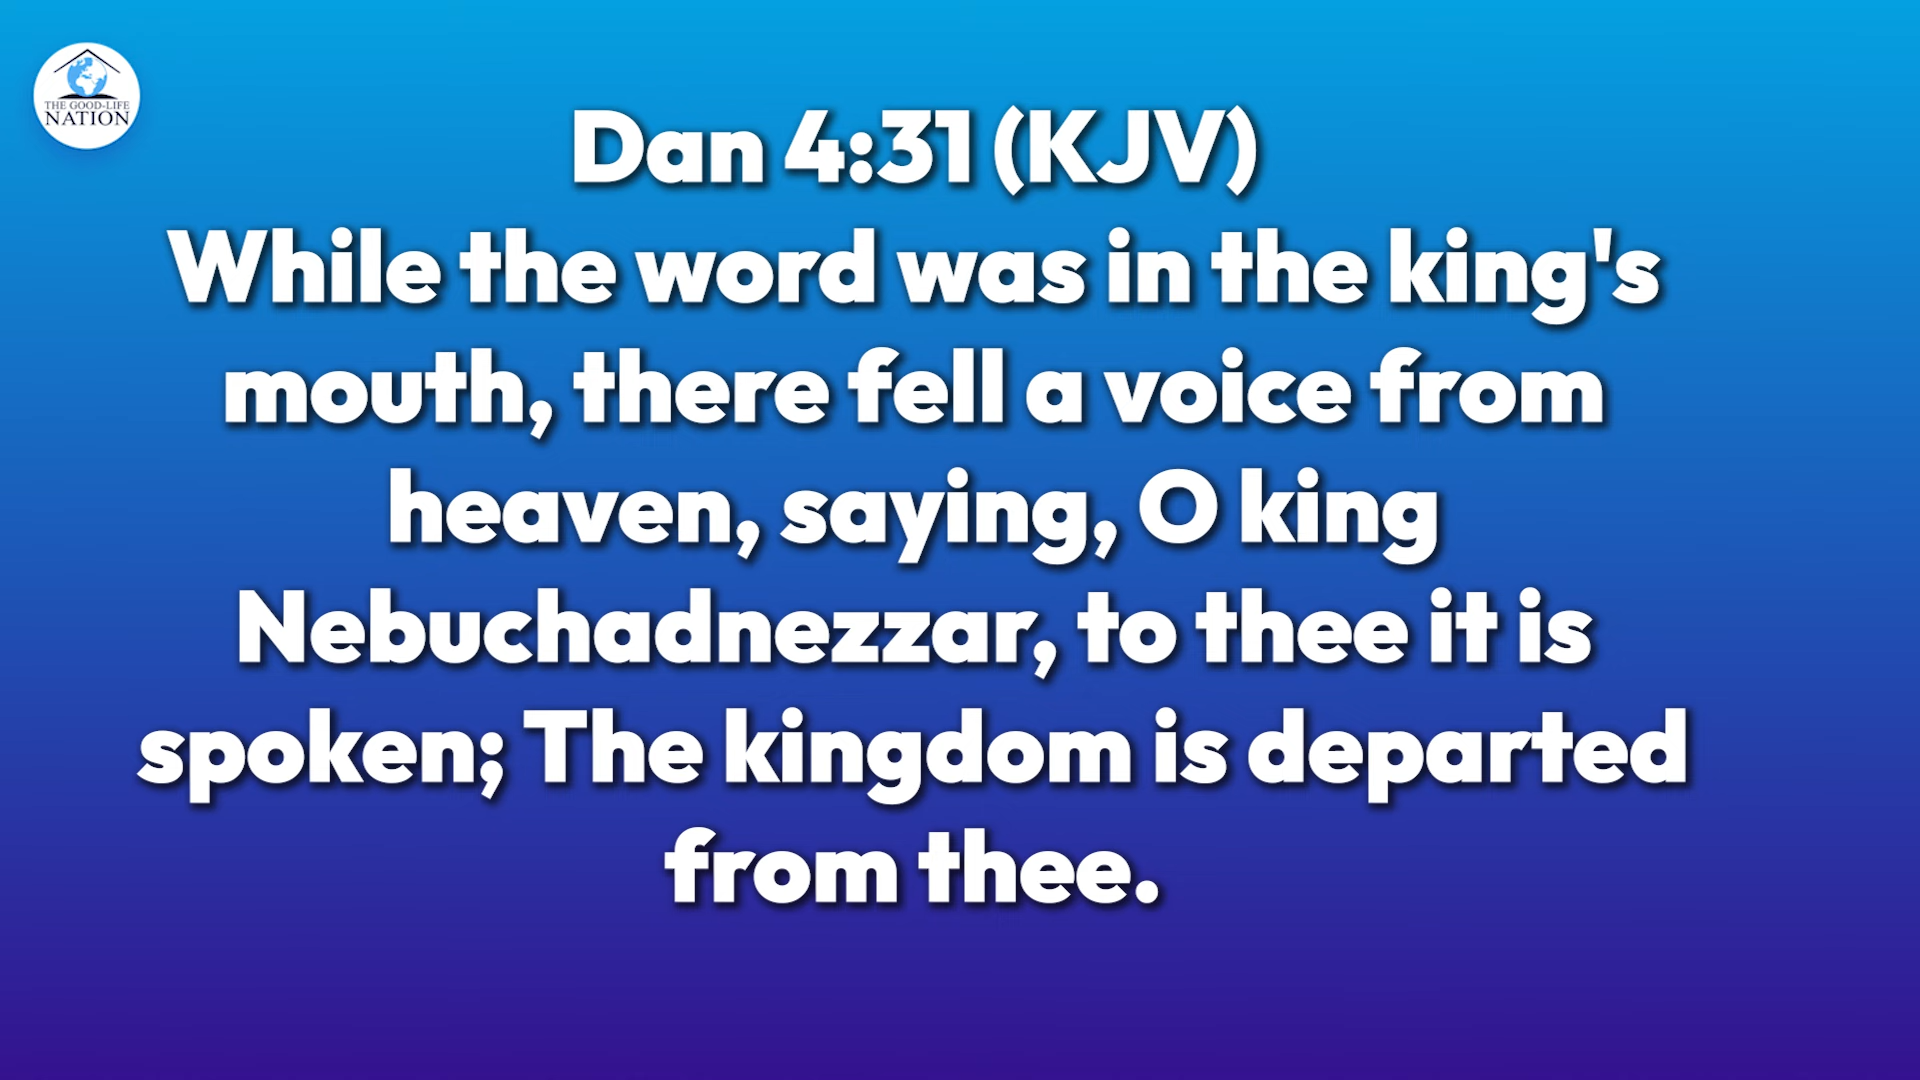 THE GOOD-LIFE
NATION
Dan 4:31 (KJV)
While the word was in the king's
mouth, there fell a voice from
heaven, saying, O king
Nebuchadnezzar, to thee it is
spoken; The kingdom is departed
from thee.